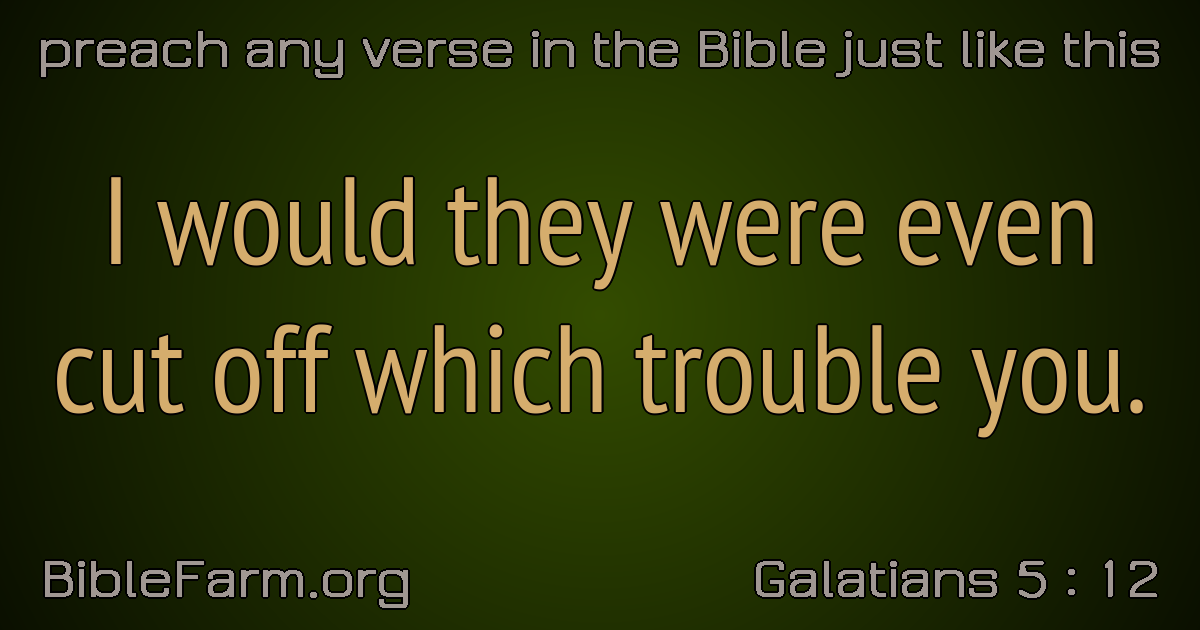 preach any verse in the Bible just like this
I would they were even
cut off which trouble you.
BibleFarm.org
Galatians 5 : 12